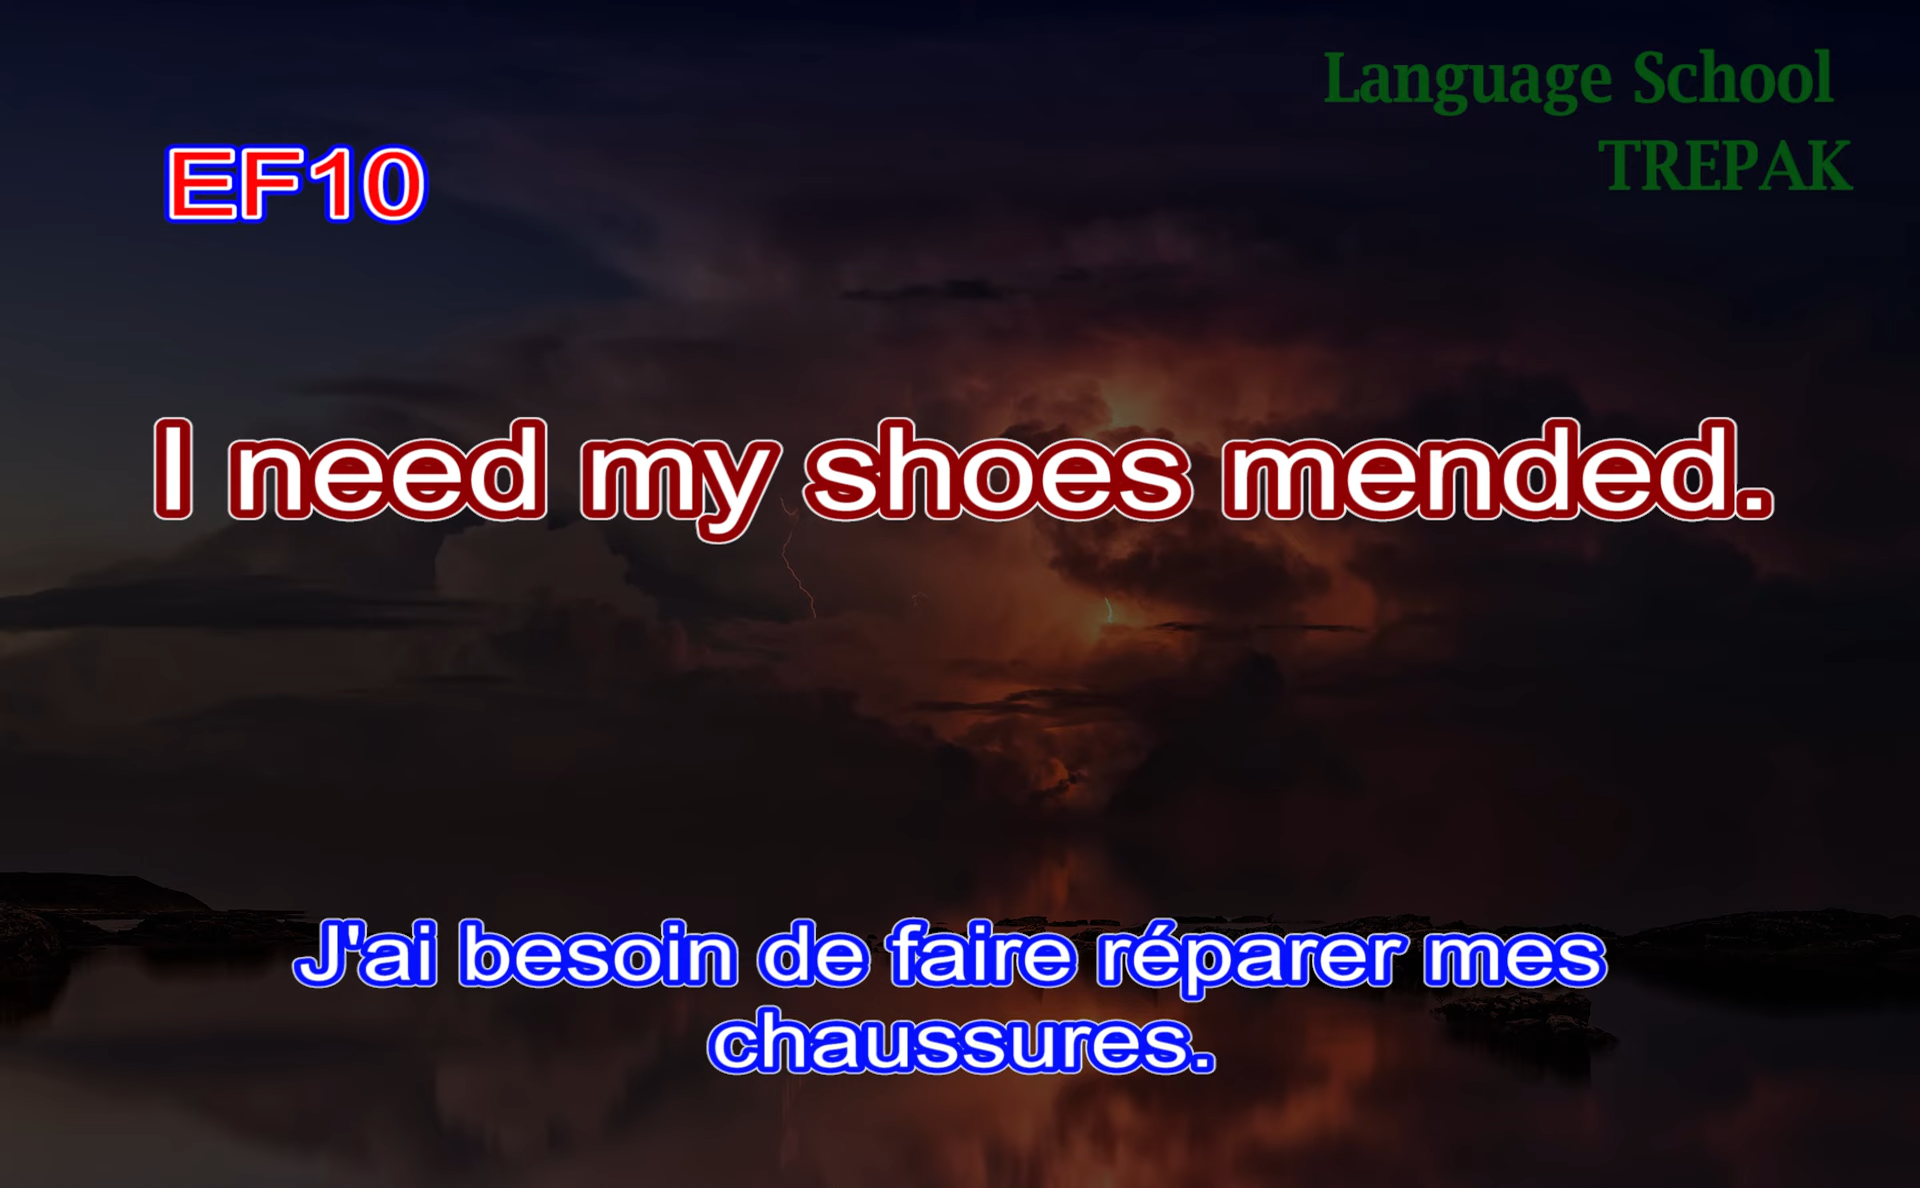 Language School
TREPAK
EF10
I need my shoes mended.
J'ai besoin de faire réparer mes
chaussures.